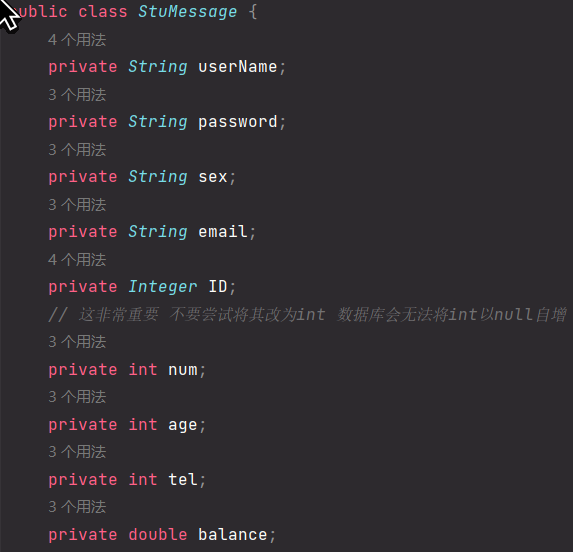 public class StuMessage {
4 个用法
private String userName;
3 个用法
private String password;
3 个用法
private String sex;
3 个用法
private String email;
4 个用法
private Integer ID;
// 这非常重要 不要尝试将其改为int 数据库会无法将int以null自增
3 个用法
private int num;
3 个用法
private int age;
3 个用法
private int tel;
3 个用法
private double balance;